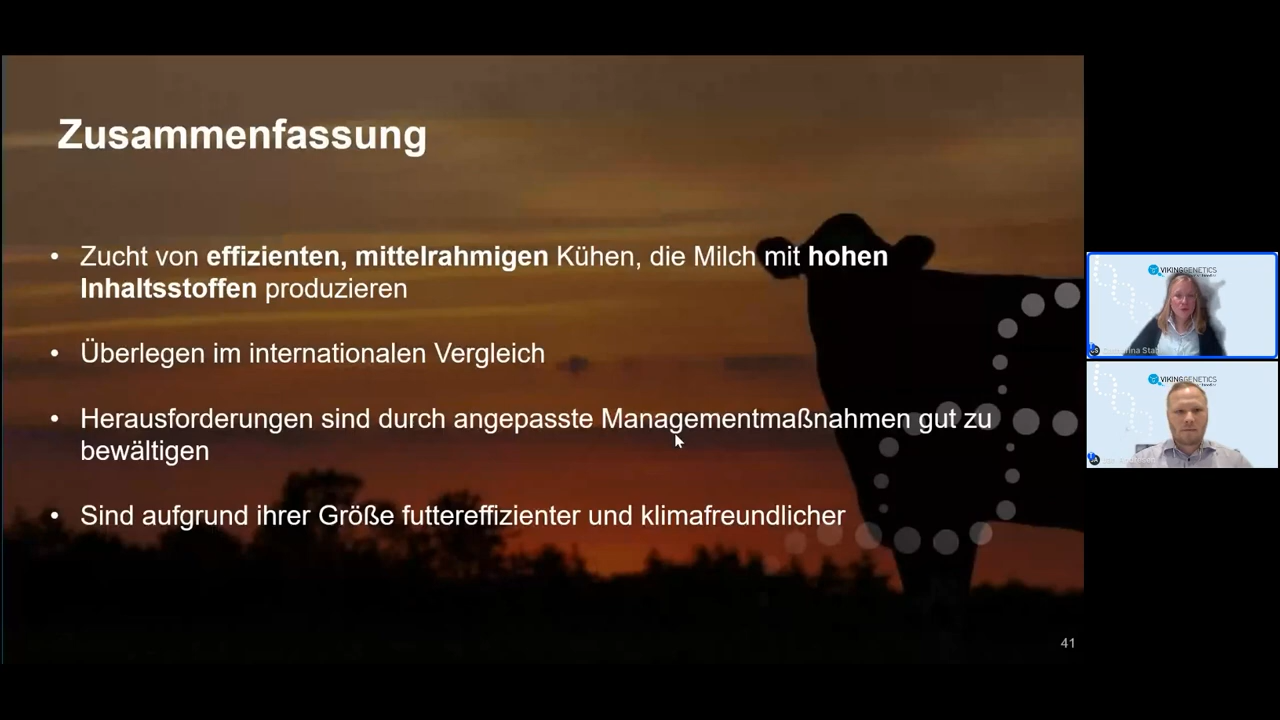 Zusammenfassung
• Zucht von effizienten, mittelrahmigen Kühen, die Milch mit hohen
Inhaltsstoffen produzieren
• Überlegen im internationalen Vergleich
• Herausforderungen sind durch angepasste Managementmaßnahmen gut zu
bewältigen
• Sind aufgrund ihrer Größe futtereffizienter und klimafreundlicher
41
VIKINGGENETICS
VIKINGGENETICS